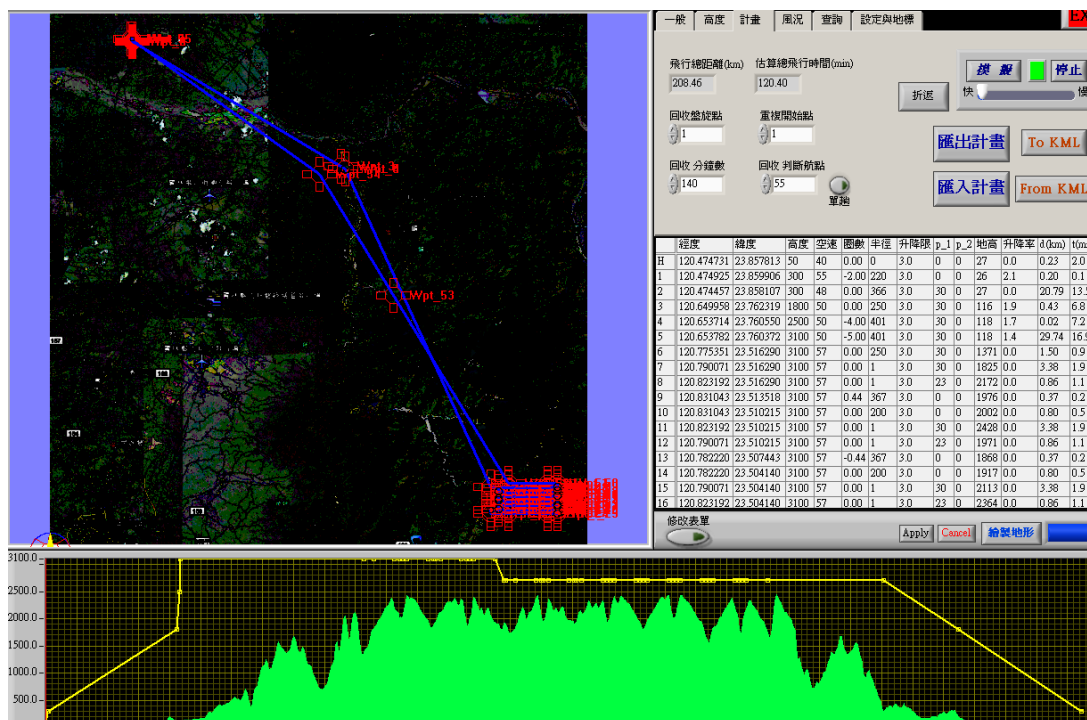 一般 高度 計畫 風況 查詢 設定與地標
飛行總距離(km) 估算總飛行時間(min)
208.46 120.40
模擬 停止
折返 快 慢
回收盤旋點 重複開始點
1 1
匯出計畫 To KML
回收 分鐘數 回收 判斷航點
140 55
單趟
匯入計畫 From KML
Wpt_53
經度 緯度 高度 空速 圈數 半徑 升降限 p_1 p_2 地高 升降率 d(km)
H 120.474731 23.857813 50 40 0.00 0 3.0 0 0 27 0.0 0.23 2.0
1 120.474925 23.859906 300 55 -2.00 220 3.0 0 0 26 2.1 0.20 0.1
2 120.474457 23.858107 300 48 0.00 366 3.0 30 0 27 0.0 20.79 13.5
3 120.649958 23.762319 1800 50 0.00 250 3.0 0 0 116 1.9 0.43 6.8
4 120.653714 23.760550 2500 50 -4.00 401 3.0 30 0 118 1.7 0.02 7.2
5 120.653782 23.760372 3100 50 -5.00 401 3.0 30 0 118 1.4 29.74 16.9
6 120.775351 23.516290 3100 57 0.00 250 3.0 30 0 1371 0.0 1.50 0.9
7 120.790071 23.516290 3100 57 0.00 1 3.0 30 0 1825 0.0 3.38 1.9
8 120.823192 23.516290 3100 57 0.00 1 3.0 23 0 2172 0.0 0.86 1.1
9 120.831043 23.513518 3100 57 0.44 367 3.0 0 0 1976 0.0 0.37 0.2
10 120.831043 23.510215 3100 57 0.00 200 3.0 0 0 2002 0.0 0.80 0.5
11 120.823192 23.510215 3100 57 0.00 1 3.0 30 0 2428 0.0 3.38 1.9
12 120.790071 23.510215 3100 57 0.00 1 3.0 23 0 1971 0.0 0.86 1.1
13 120.782220 23.507443 3100 57 -0.44 367 3.0 0 0 1868 0.0 0.37 0.2
14 120.782220 23.504140 3100 57 0.00 200 3.0 0 0 1917 0.0 0.80 0.5
15 120.790071 23.504140 3100 57 0.00 1 3.0 30 0 2113 0.0 3.38 1.9
16 120.823192 23.504140 3100 57 0.00 1 3.0 23 0 2364 0.0 0.86 1.1
修改表單
Apply Cancel 繪製地形
3100.0
2500.0
2000.0
1500.0
1000.0
500.0